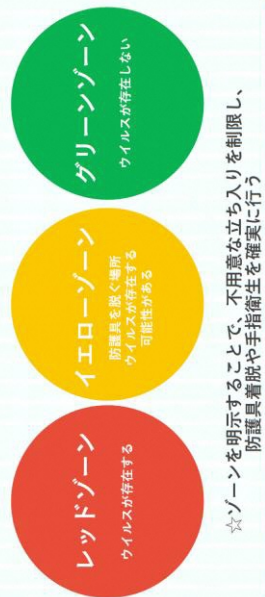 レッドゾーン
ウイルスが存在する
イエローゾーン
防護具を脱ぐ場所
ウイルスが存在する
可能性がある
グリーンゾーン
ウイルスが存在しない
☆ゾーンを明示することで、不用意な立ち入りを制限し、
防護具着脱や手指衛生を確実に行う